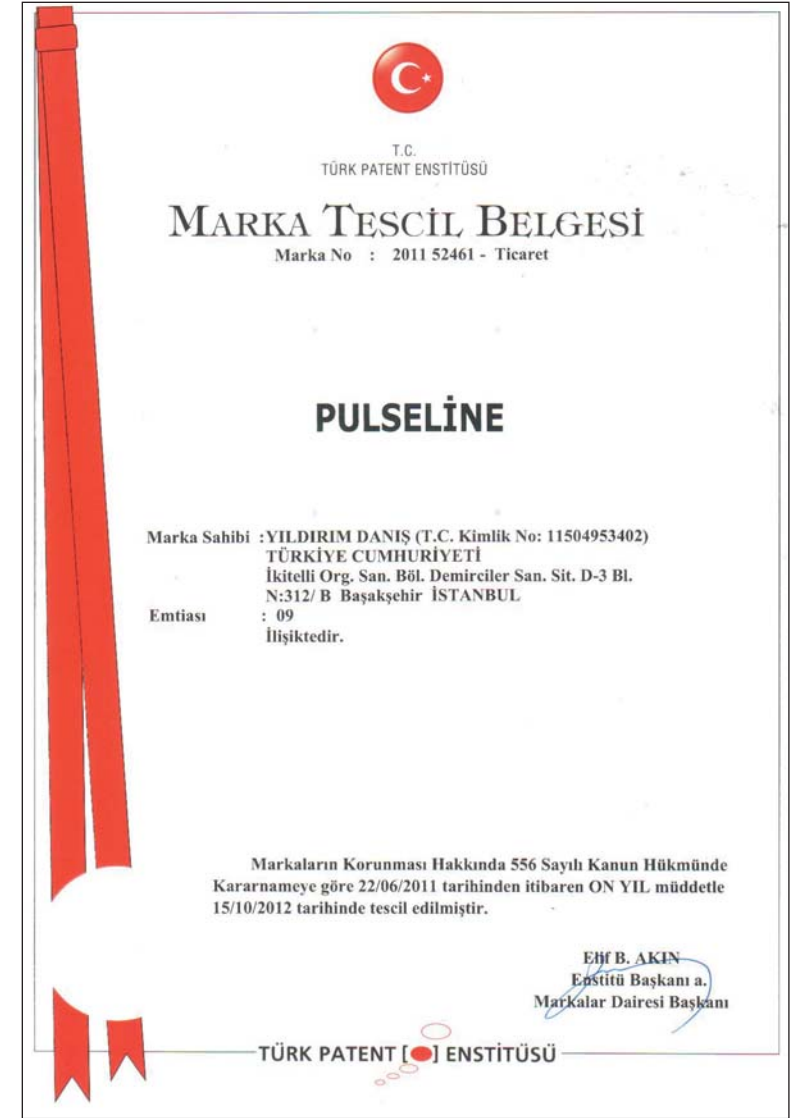 T.C.
TÜRK PATENT ENSTİTÜSÜ
MARKA TESCİL BELGESİ
Marka No : 2011 52461 - Ticaret
PULSELİNE
Marka Sahibi :YILDIRIM DANIŞ (T.C. Kimlik No: 11504953402)
TÜRKİYE CUMHURİYETİ
İkitelli Org. San. Böl. Demirciler San. Sit. D-3 Bl.
N:312/ B Başakşehir İSTANBUL
Emtiası : 09
İlişiktedir.
Markaların Korunması Hakkında 556 Sayılı Kanun Hükmünde
Kararnameye göre 22/06/2011 tarihinden itibaren ON YIL müddetle
15/10/2012 tarihinde tescil edilmiştir.
Elif B. AKIN
Enstitü Başkanı a.
Markalar Dairesi Başkanı
TÜRK PATENT [ ] ENSTİTÜSÜ